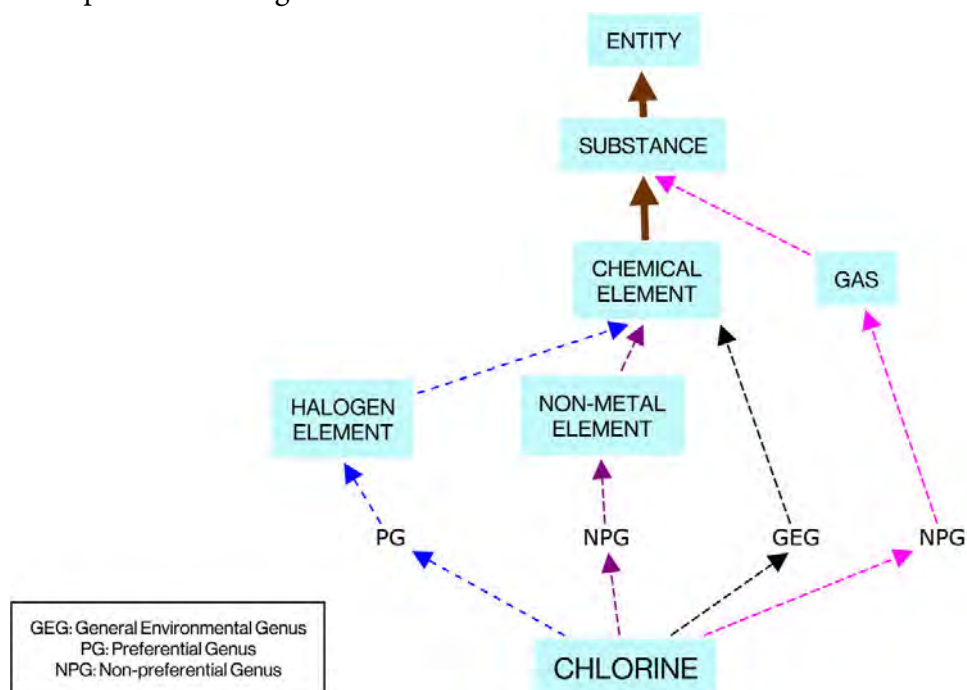 ENTITY
SUBSTANCE
CHEMICAL
ELEMENT
GAS
HALOGEN
ELEMENT
NON-METAL
ELEMENT
PG
NPG
GEG
NPG
GEG: General Environmental Genus
PG: Preferential Genus
NPG: Non-preferential Genus
CHLORINE